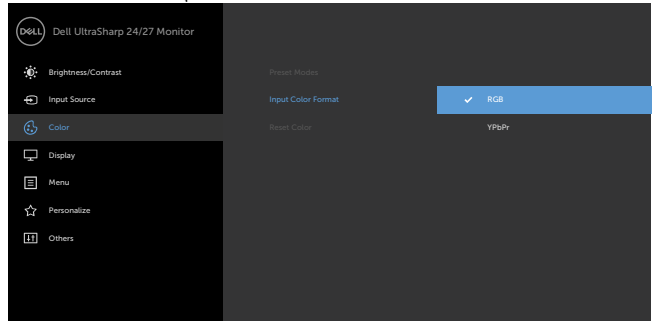 DELL Dell UltraSharp 24/27 Monitor
Brightness/Contrast Preset Modes
Input Source Input Color Format RGB
Color Reset Color YPbPr
Display
Menu
Personalize
Others